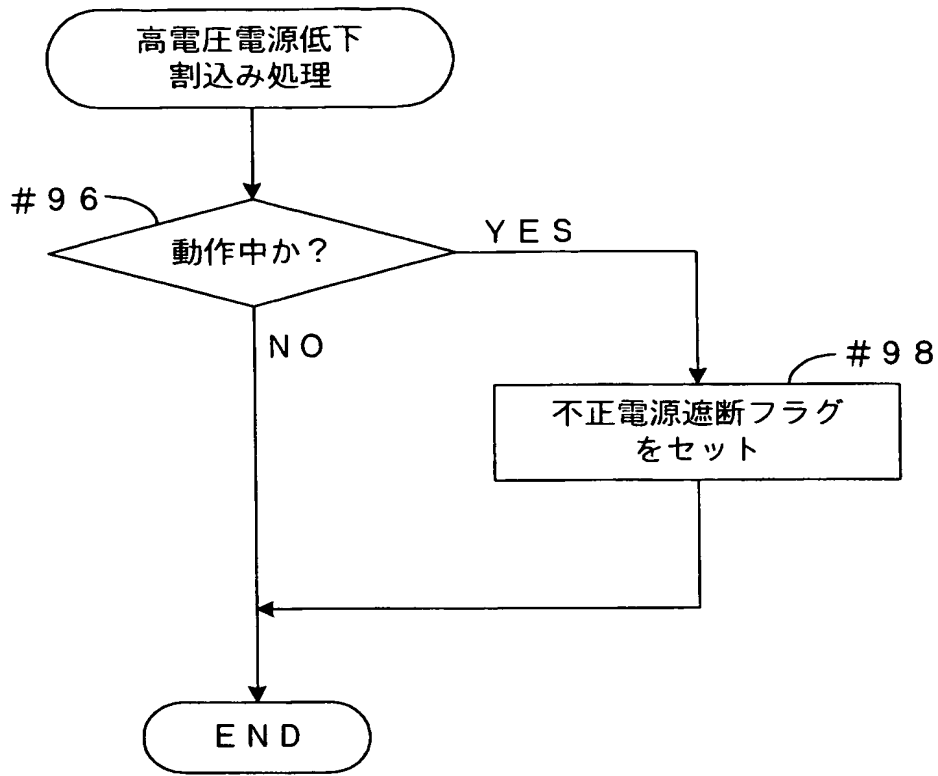 高電圧電源低下
割込み処理
#96
動作中か?
YES
NO
#98
不正電源遮断フラグ
をセット
END